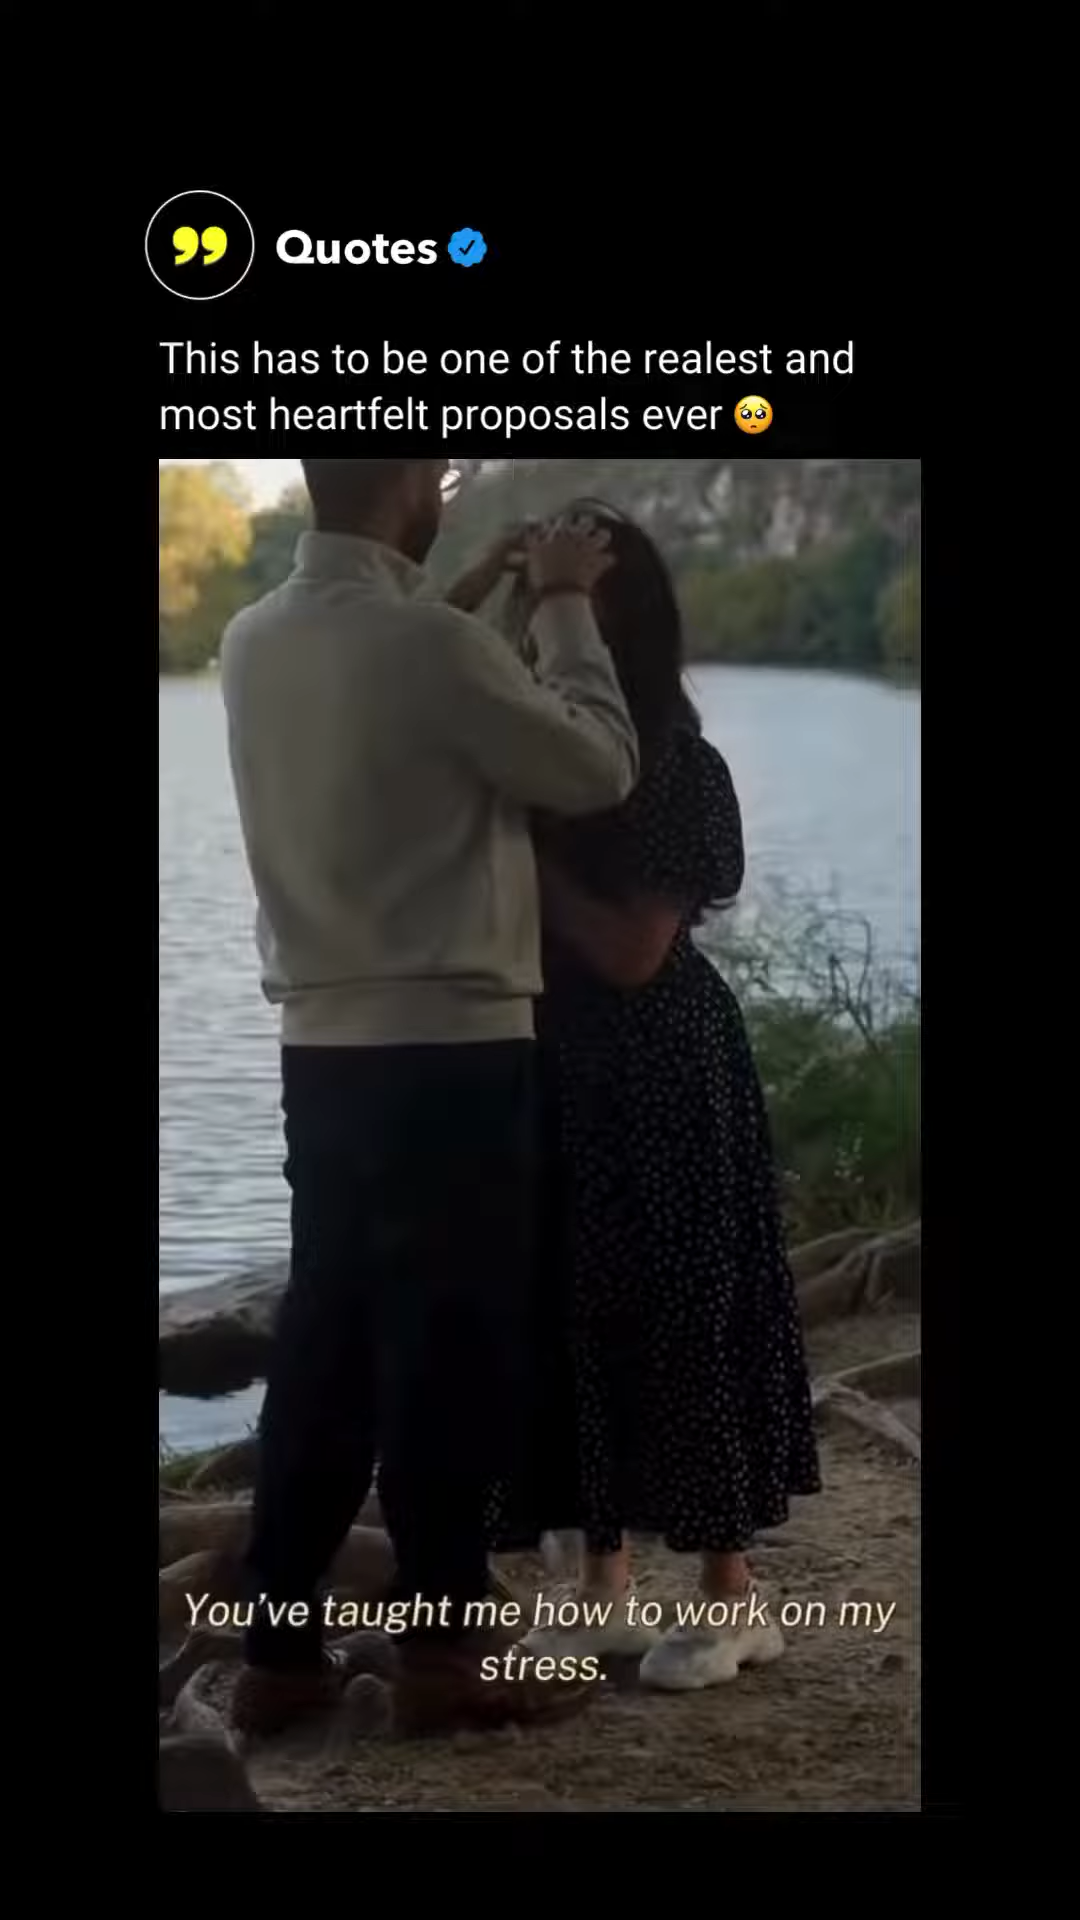 Quotes
This has to be one of the realest and
most heartfelt proposals ever 🥺
You’ve taught me how to work on my
stress.